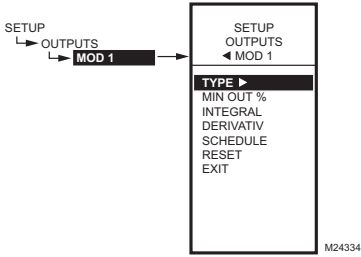 SETUP
OUTPUTS
MOD 1
SETUP
OUTPUTS
◄ MOD 1
TYPE ►
MIN OUT %
INTEGRAL
DERIVATIV
SCHEDULE
RESET
EXIT
M24334